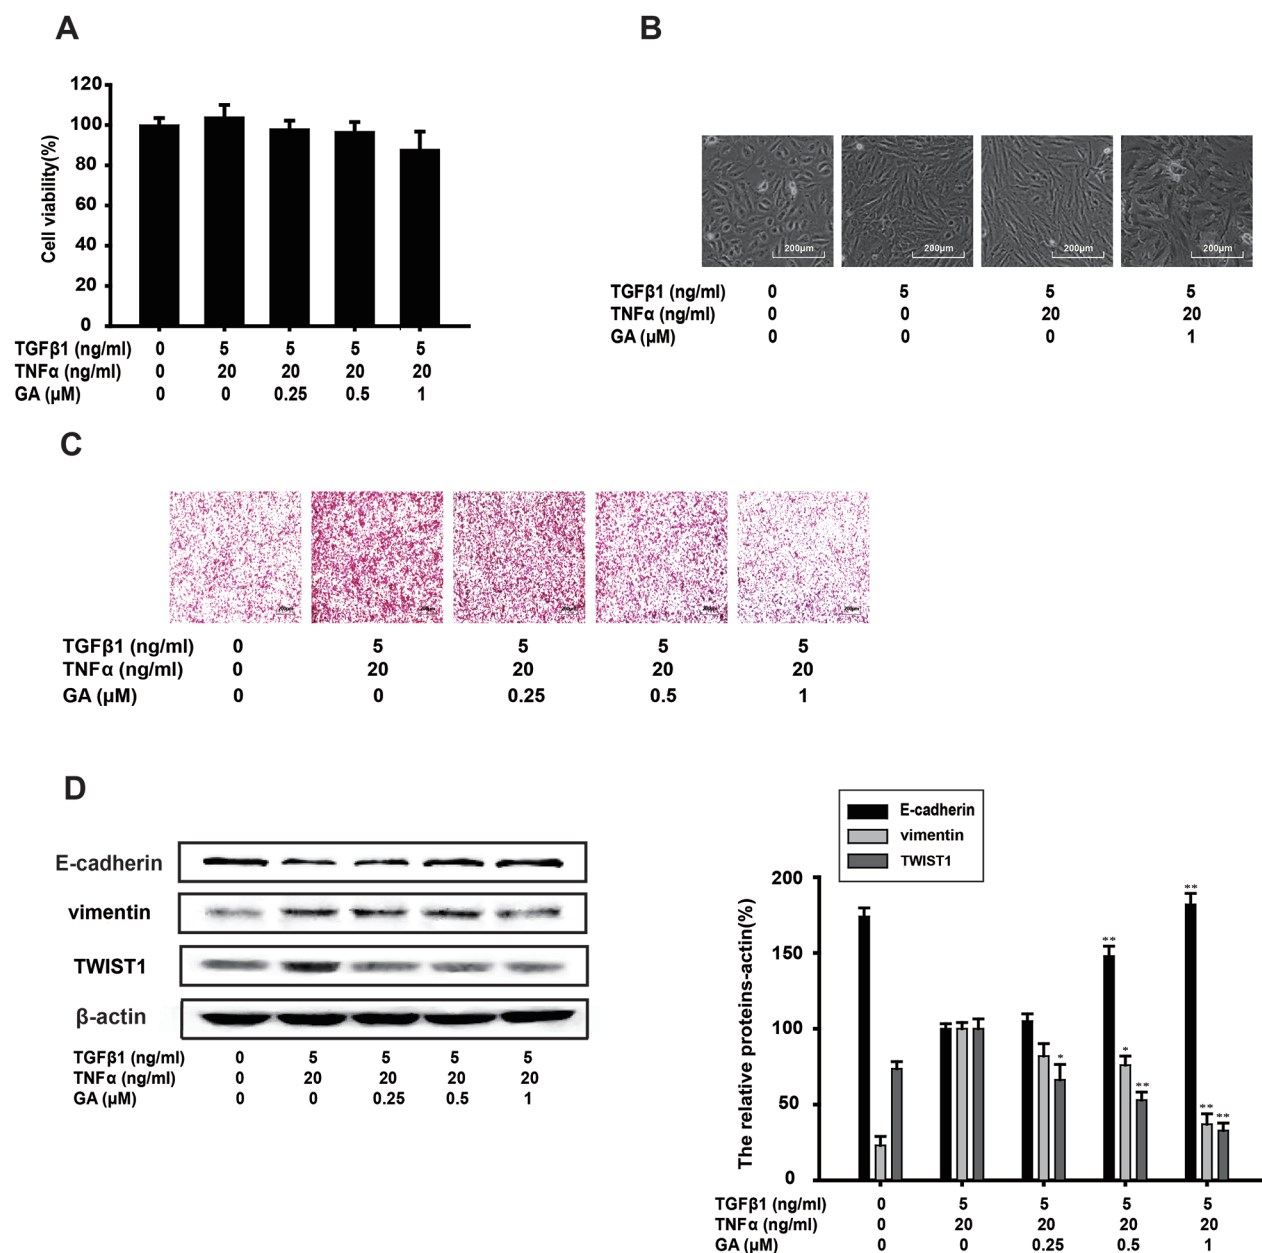 A
120
100
80
60
40
20
0
Cell viability(%)
TGFβ1 (ng/ml) 0 5 5 5 5
TNFα (ng/ml) 0 20 20 20 20
GA (μM) 0 0 0.25 0.5 1
B
200μm 200μm 200μm 200μm
TGFβ1 (ng/ml) 0 5 5 5
TNFα (ng/ml) 0 0 20 20
GA (μM) 0 0 0 1
C
TGFβ1 (ng/ml) 0 5 5 5 5
TNFα (ng/ml) 0 20 20 20 20
GA (μM) 0 0 0.25 0.5 1
D
E-cadherin
vimentin
TWIST1
β-actin
TGFβ1 (ng/ml) 0 5 5 5 5
TNFα (ng/ml) 0 20 20 20 20
GA (μM) 0 0 0.25 0.5 1
E-cadherin
vimentin
TWIST1
200
150
100
50
0
The relative proteins-actin(%)
** 
**
*
*
**
** **
TGFβ1 (ng/ml) 0 5 5 5 5
TNFα (ng/ml) 0 20 20 20 20
GA (μM) 0 0 0.25 0.5 1